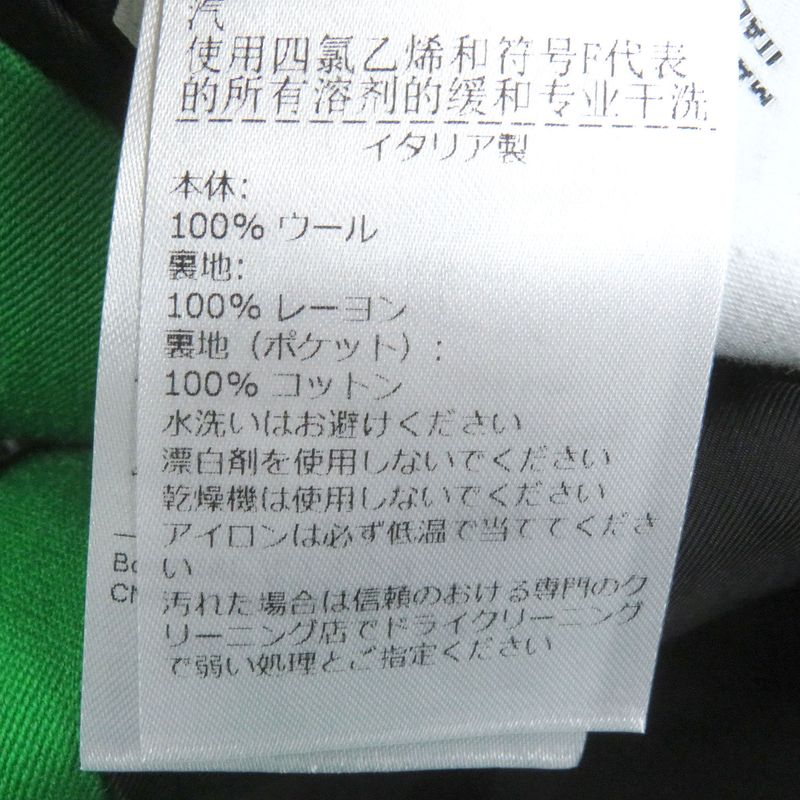 汽
使用四氯乙烯和符号F代表
的所有溶剂的缓和专业干洗
イタリア製
本体:
100% ウール
裏地:
100% レーヨン
裏地 (ポケット) :
100% コットン
水洗いはお避けください
漂白剤を使用しないでください
乾燥機は使用しないでください
アイロンは必ず低温で当ててくださ
い
汚れた場合は信頼のおける専門のク
リーニング店でドライクリーニング
で弱い処理とご指定ください